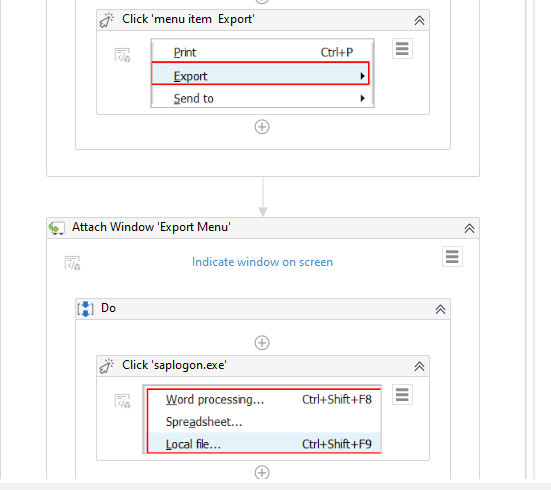 Click 'menu item  Export'
Print Ctrl+P
Export
Send to
Attach Window 'Export Menu'
Indicate window on screen
Do
Click 'saplogon.exe'
Word processing... Ctrl+Shift+F8
Spreadsheet...
Local file... Ctrl+Shift+F9